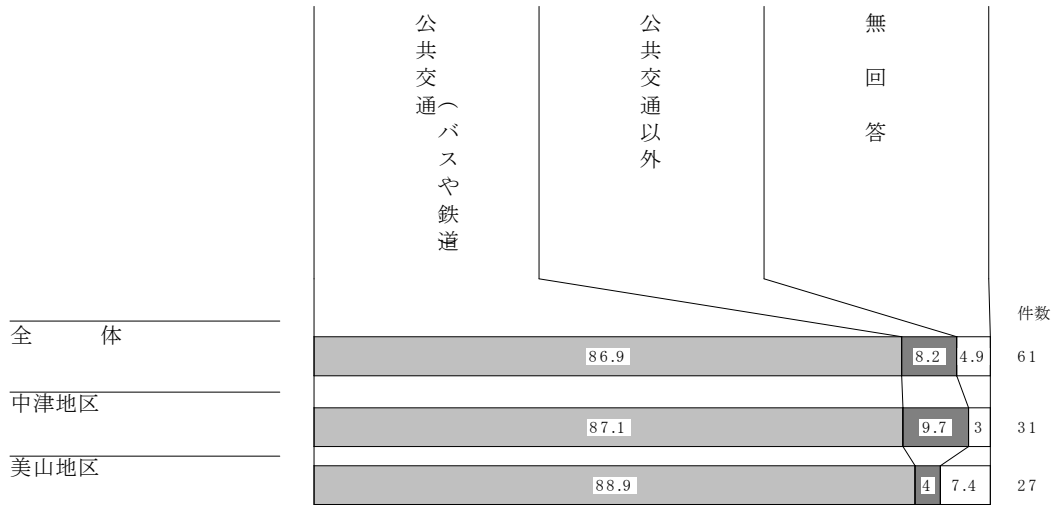 公共交通（バスや鉄道）
公共交通以外
無回答
件数
全体
86.9 8.2 4.9 61
中津地区
87.1 9.7 3 31
美山地区
88.9 4 7.4 27